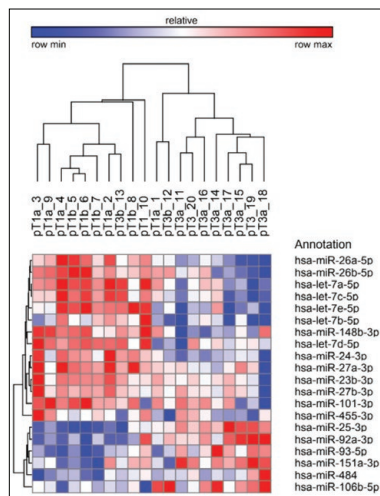 relative
row min row max
pT1a_3
pT1a_9
pT1a_4
pT1b_5
pT1b_6
pT1b_7
pT1a_2
pT3b_13
pT1b_8
pT1_10
pT1a_11
pT3b_12
pT3a_11
pT3_20
pT3a_16
pT3a_14
pT3a_17
pT3a_15
pT3_19
pT3a_18
Annotation
hsa-miR-26a-5p
hsa-miR-26b-5p
hsa-let-7a-5p
hsa-let-7c-5p
hsa-let-7e-5p
hsa-let-7b-5p
hsa-miR-148b-3p
hsa-let-7d-5p
hsa-miR-24-3p
hsa-miR-27a-3p
hsa-miR-23b-3p
hsa-miR-27b-3p
hsa-miR-101-3p
hsa-miR-455-3p
hsa-miR-25-3p
hsa-miR-92a-3p
hsa-miR-93-5p
hsa-miR-151a-3p
hsa-miR-484
hsa-miR-106b-5p